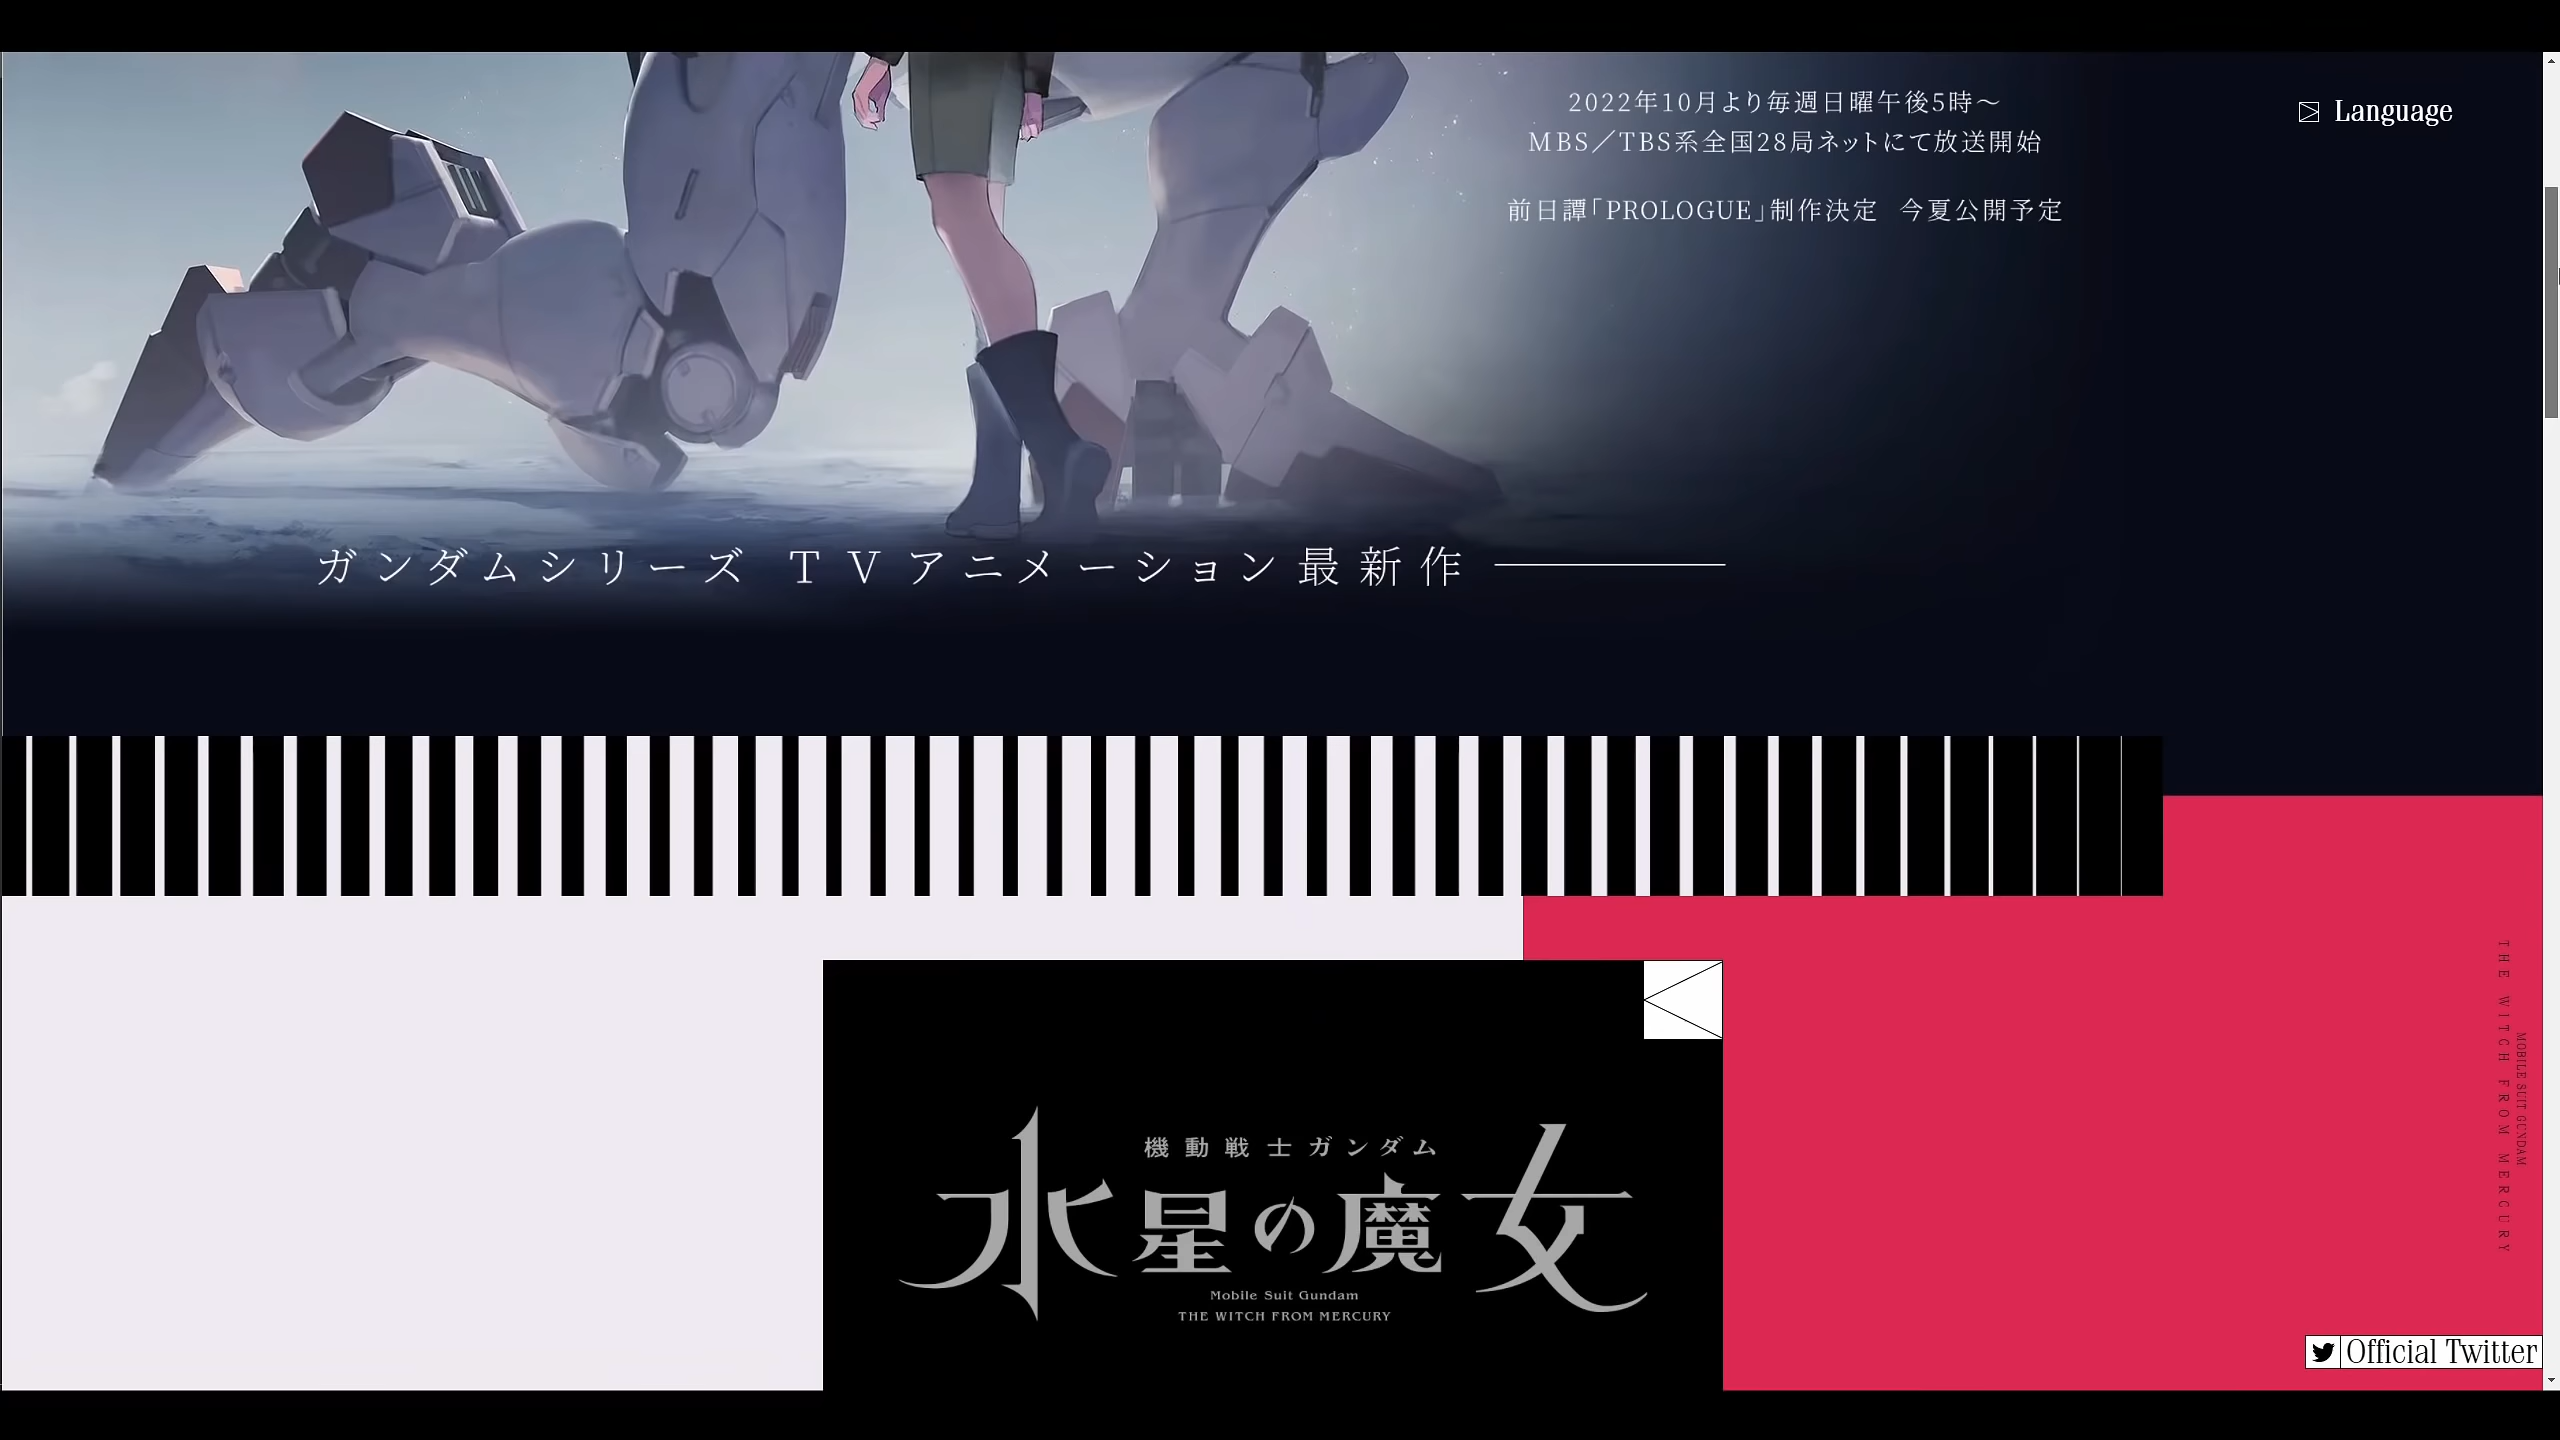 2022年10月より毎週日曜午後5時〜
MBS／TBS系全国28局ネットにて放送開始
前日譚「PROLOGUE」制作決定 今夏公開予定
Language
ガンダムシリーズ TVアニメーション最新作
機動戦士ガンダム
水星の魔女
Mobile Suit Gundam
THE WITCH FROM MERCURY
MOBILE SUIT GUNDAM
THE WITCH FROM MERCURY
Official Twitter